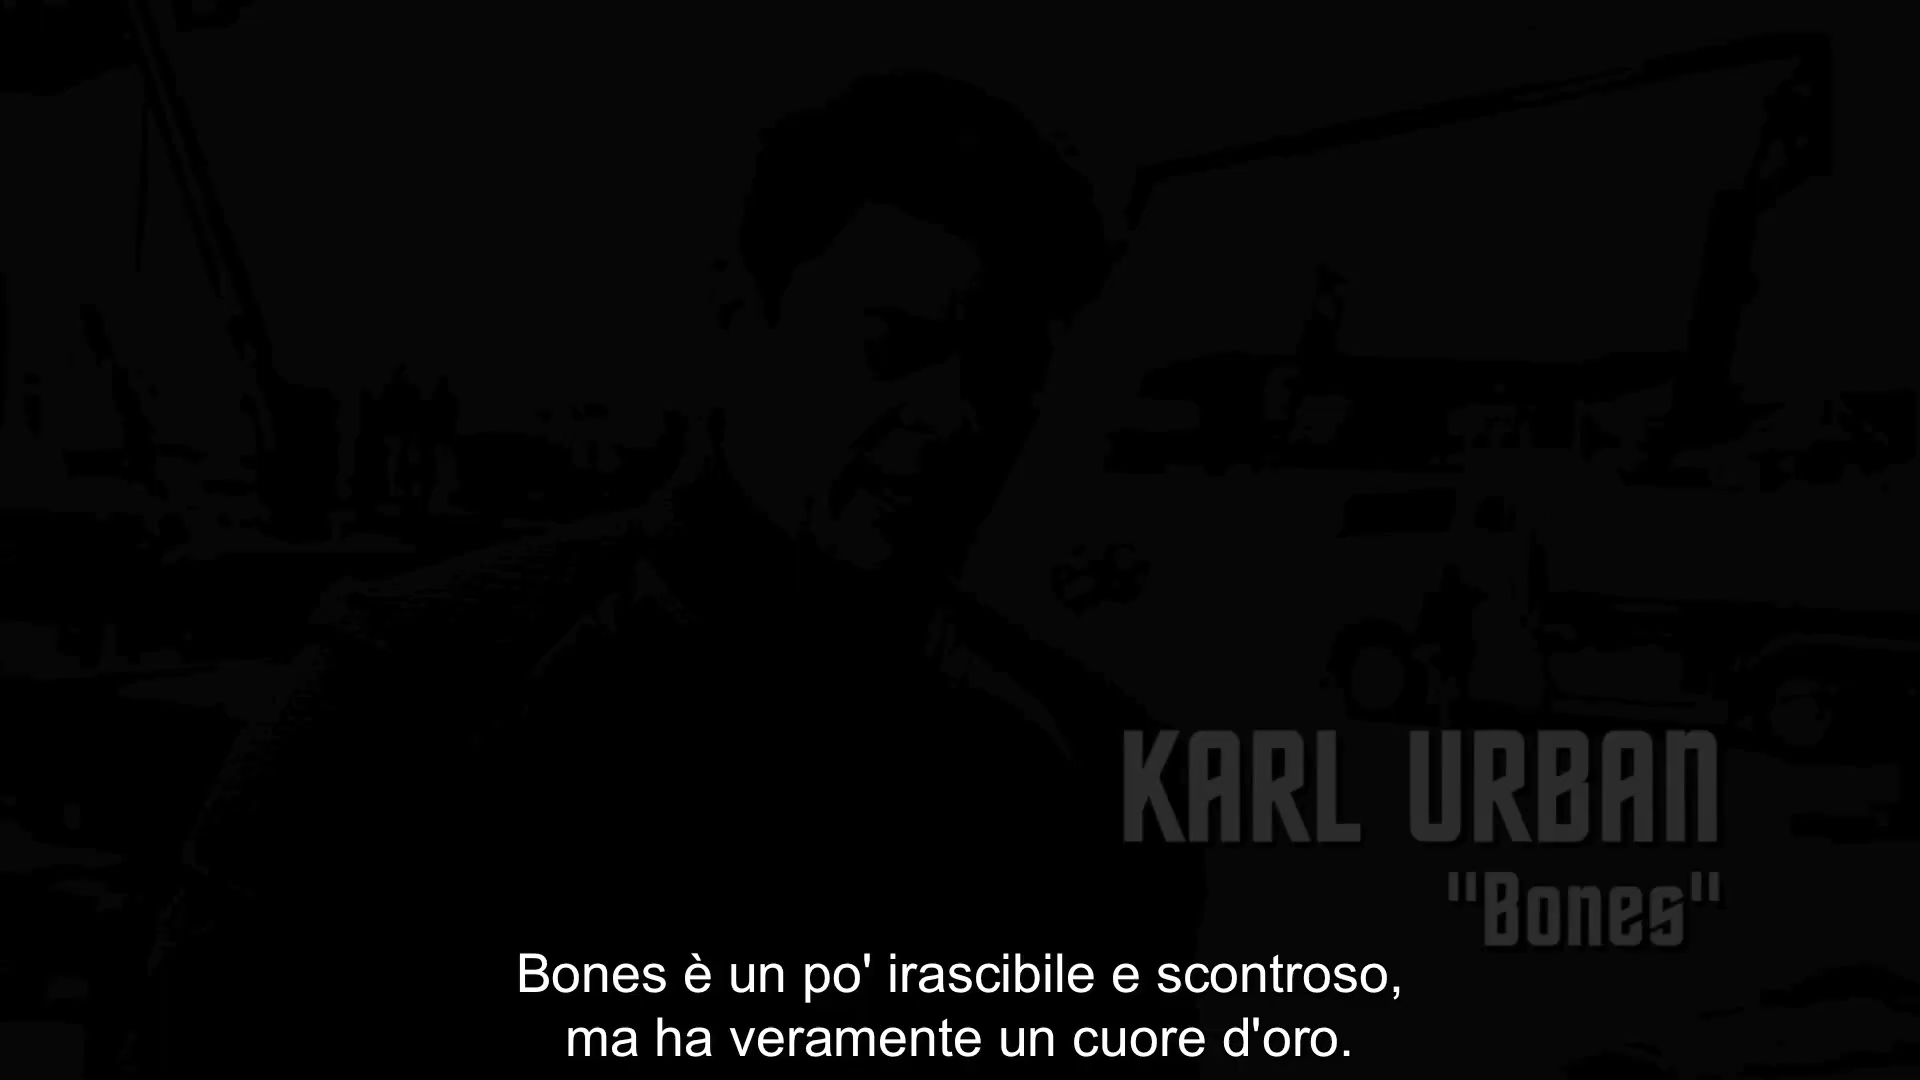 KARL URBAN
"Bones"
Bones è un po' irascibile e scontroso,
ma ha veramente un cuore d'oro.